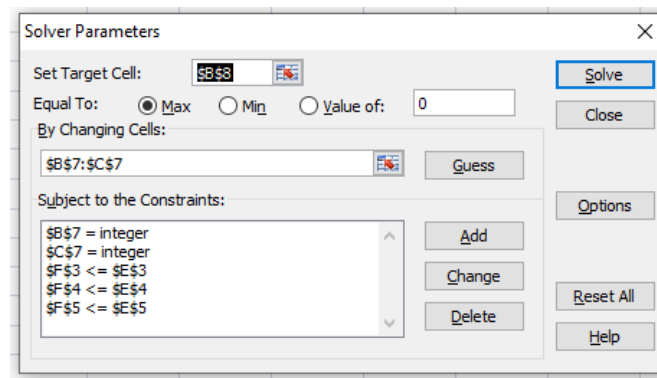 Solver Parameters
Set Target Cell: $B$8
Solve
Equal To: Max Min Value of: 0
Close
By Changing Cells:
$B$7:$C$7
Guess
Subject to the Constraints:
Options
$B$7 = integer
$C$7 = integer
$F$3 <= $E$3
$F$4 <= $E$4
$F$5 <= $E$5
Add
Change
Delete
Reset All
Help